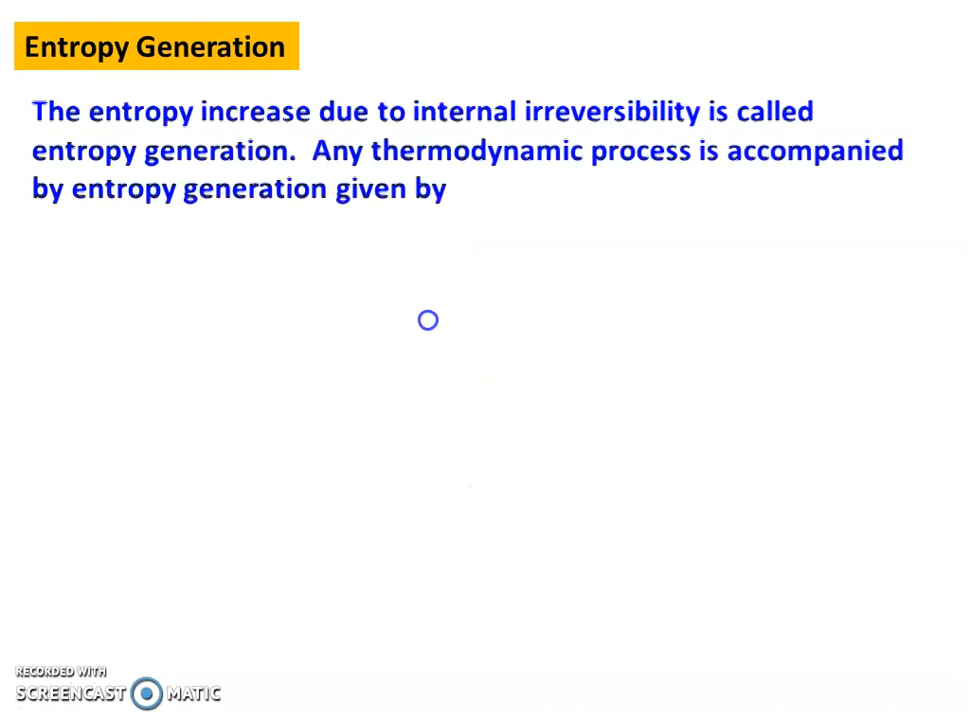 Entropy Generation
The entropy increase due to internal irreversibility is called
entropy generation. Any thermodynamic process is accompanied
by entropy generation given by
RECORDED WITH
SCREENCAST MATIC